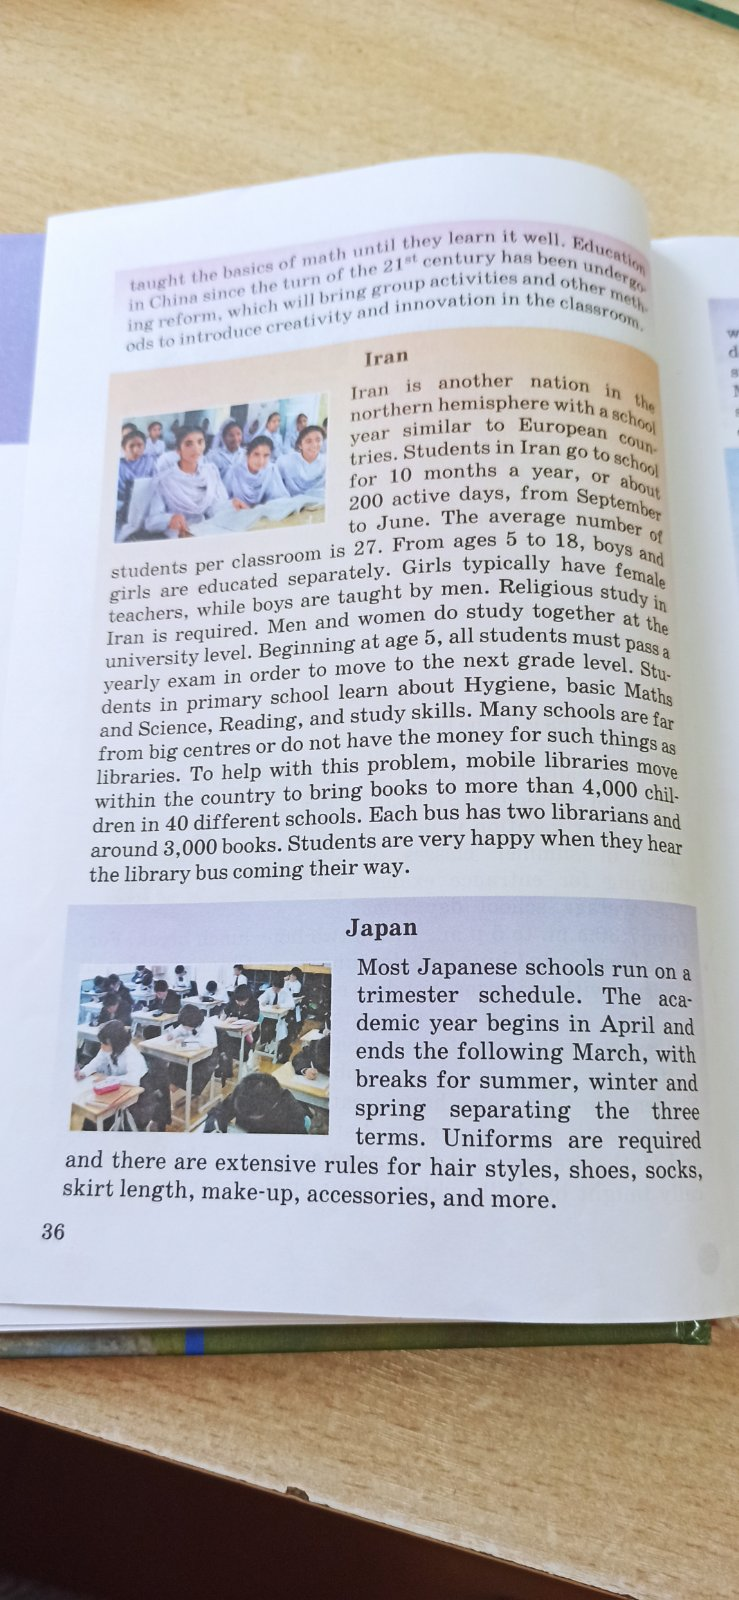 taught the basics of math until they learn it well. Education
in China since the turn of the 21st century has been undergo-
ing reform, which will bring group activities and other meth-
ods to introduce creativity and innovation in the classroom.
Iran
Iran is another nation in the
northern hemisphere with a school
year similar to European coun-
tries. Students in Iran go to school
for 10 months a year, or about
200 active days, from September
to June. The average number of
students per classroom is 27. From ages 5 to 18, boys and
girls are educated separately. Girls typically have female
teachers, while boys are taught by men. Religious study in
Iran is required. Men and women do study together at the
university level. Beginning at age 5, all students must pass a
yearly exam in order to move to the next grade level. Stu-
dents in primary school learn about Hygiene, basic Maths
and Science, Reading, and study skills. Many schools are far
from big centres or do not have the money for such things as
libraries. To help with this problem, mobile libraries move
within the country to bring books to more than 4,000 chil-
dren in 40 different schools. Each bus has two librarians and
around 3,000 books. Students are very happy when they hear
the library bus coming their way.
Japan
Most Japanese schools run on a
trimester schedule. The aca-
demic year begins in April and
ends the following March, with
breaks for summer, winter and
spring separating the three
terms. Uniforms are required
and there are extensive rules for hair styles, shoes, socks,
skirt length, make-up, accessories, and more.
36